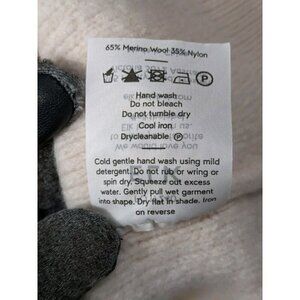 65% Merino Wool 35% Nylon
P
Hand wash
Do not bleach
Do not tumble dry
Cool iron
Drycleanable P
Cold gentle hand wash using mild
detergent. Do not rub or wring or
spin dry. Squeeze out excess
water. Gently pull wet garment
into shape. Dry flat in shade. Iron
on reverse